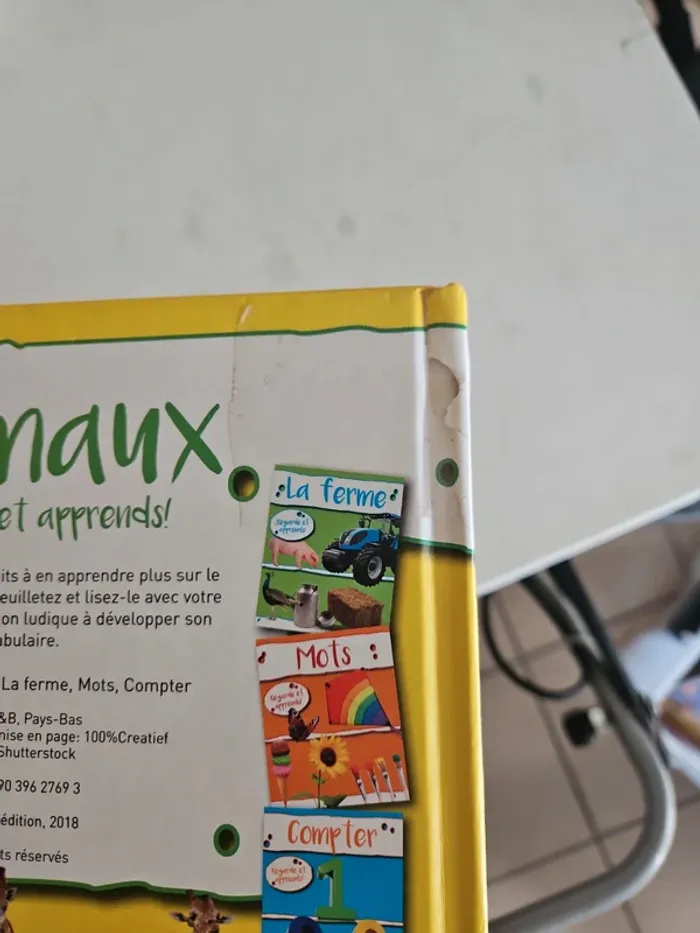 naux
et apprends!
its à en apprendre plus sur le
euilletez et lisez-le avec votre
on ludique à développer son
abulaire.
La ferme, Mots, Compter
&B, Pays-Bas
mise en page: 100%Creatief
Shutterstock
90 396 2769 3
édition, 2018
ts réservés
La ferme
Regarde et
apprends!
Mots
Regarde et
apprends!
Compter
Regarde et
apprends!
1